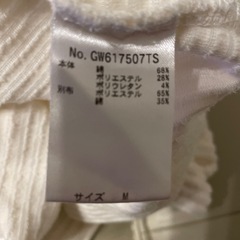 No. GW617507TS
本体 綿 68%
ポリエステル 28%
ポリウレタン 4%
別布 ポリエステル 65%
綿 35%
サイズ M